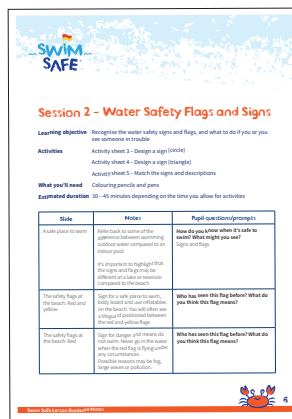 SWIM
SAFE
Session 2 – Water Safety Flags and Signs
Learning objective Recognise the water safety signs and flags, and what to do if you or you
see someone in trouble
Activities Activity sheet 3 – Design a sign (circle)
Activity sheet 4 – Design a sign (triangle)
Activity sheet 5 – Match the signs and descriptions
What you'll need Colouring pencils and pens
Estimated duration 30 – 45 minutes depending on the time you allow for activities
Slide Notes Pupil questions/prompts
A safe place to swim
Refer back to some of the
difference between swimming
outdoor water compared to an
indoor pool.
It's important to highlight that
the signs and flags may be
different at a lake or reservoir
compared to the beach.
How do you know when it's safe to
swim? What might you see?
Signs and flags
The safety flags
at the beach: Red and
yellow
Sign for a safe place to swim,
body board and use inflatables
on the beach. You will often see
a lifeguard positioned between
the red and yellow flags
Who has seen this flag before? What do
you think this flag means?
The safety flags at
the beach: Red
Sign for danger and means do
not swim. Never go in the water
when the red flag is flying under
any circumstances.
Possible reasons may be fog,
large waves or pollution.
Who has seen this flag before? What do
you think this flag means?
Swim Safe Lesson Guidance Notes
6